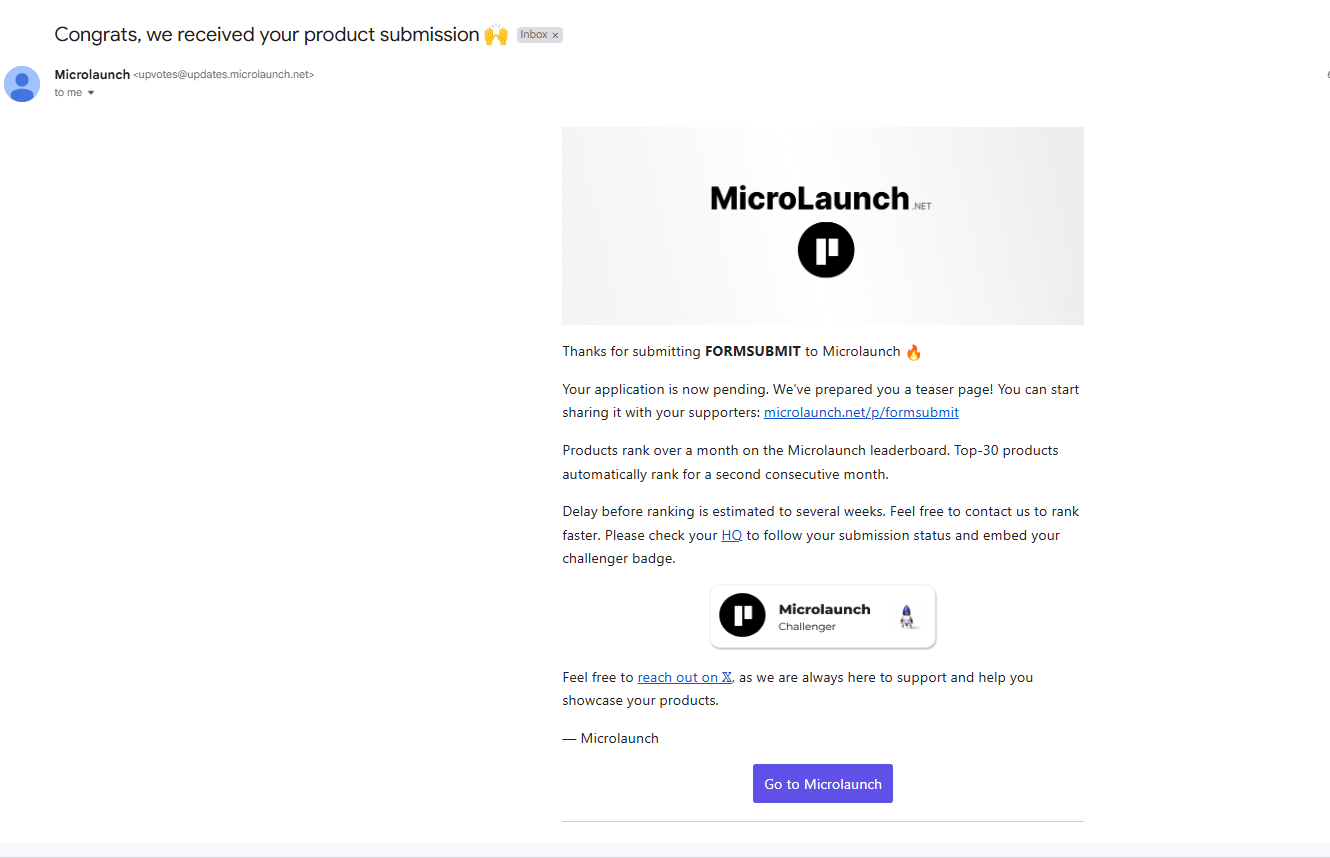 Congrats, we received your product submission 🙌 Inbox ×
Microlaunch <upvotes@updates.microlaunch.net>
to me
MicroLaunch.NET
Thanks for submitting FORMSUBMIT to Microlaunch 🔥
Your application is now pending. We've prepared you a teaser page! You can start
sharing it with your supporters: microlaunch.net/p/formsubmit
Products rank over a month on the Microlaunch leaderboard. Top-30 products
automatically rank for a second consecutive month.
Delay before ranking is estimated to several weeks. Feel free to contact us to rank
faster. Please check your HQ to follow your submission status and embed your
challenger badge.
Microlaunch
Challenger
Feel free to reach out on 𝕏, as we are always here to support and help you
showcase your products.
— Microlaunch
Go to Microlaunch